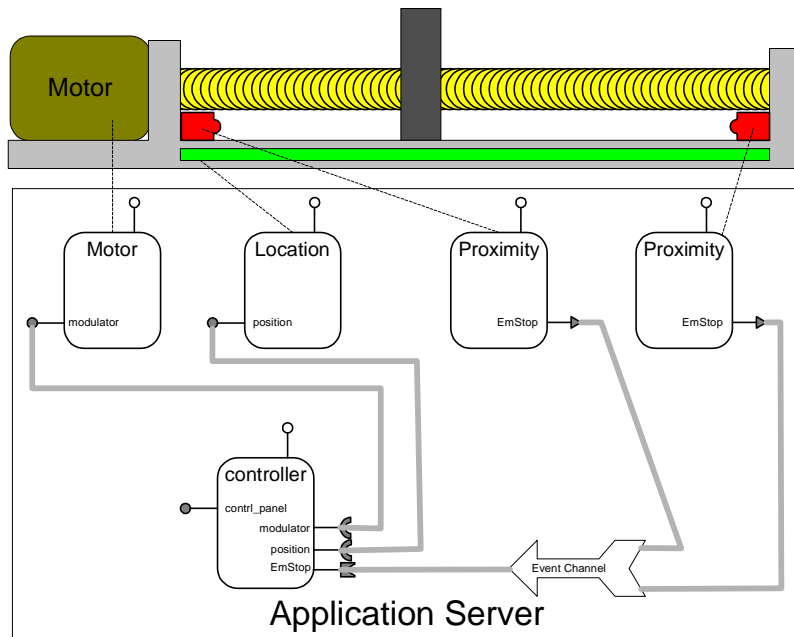 Motor
Motor
Location
Proximity
Proximity
modulator
position
EmStop
EmStop
controller
contrl_panel
modulator
position
EmStop
Event Channel
Application Server